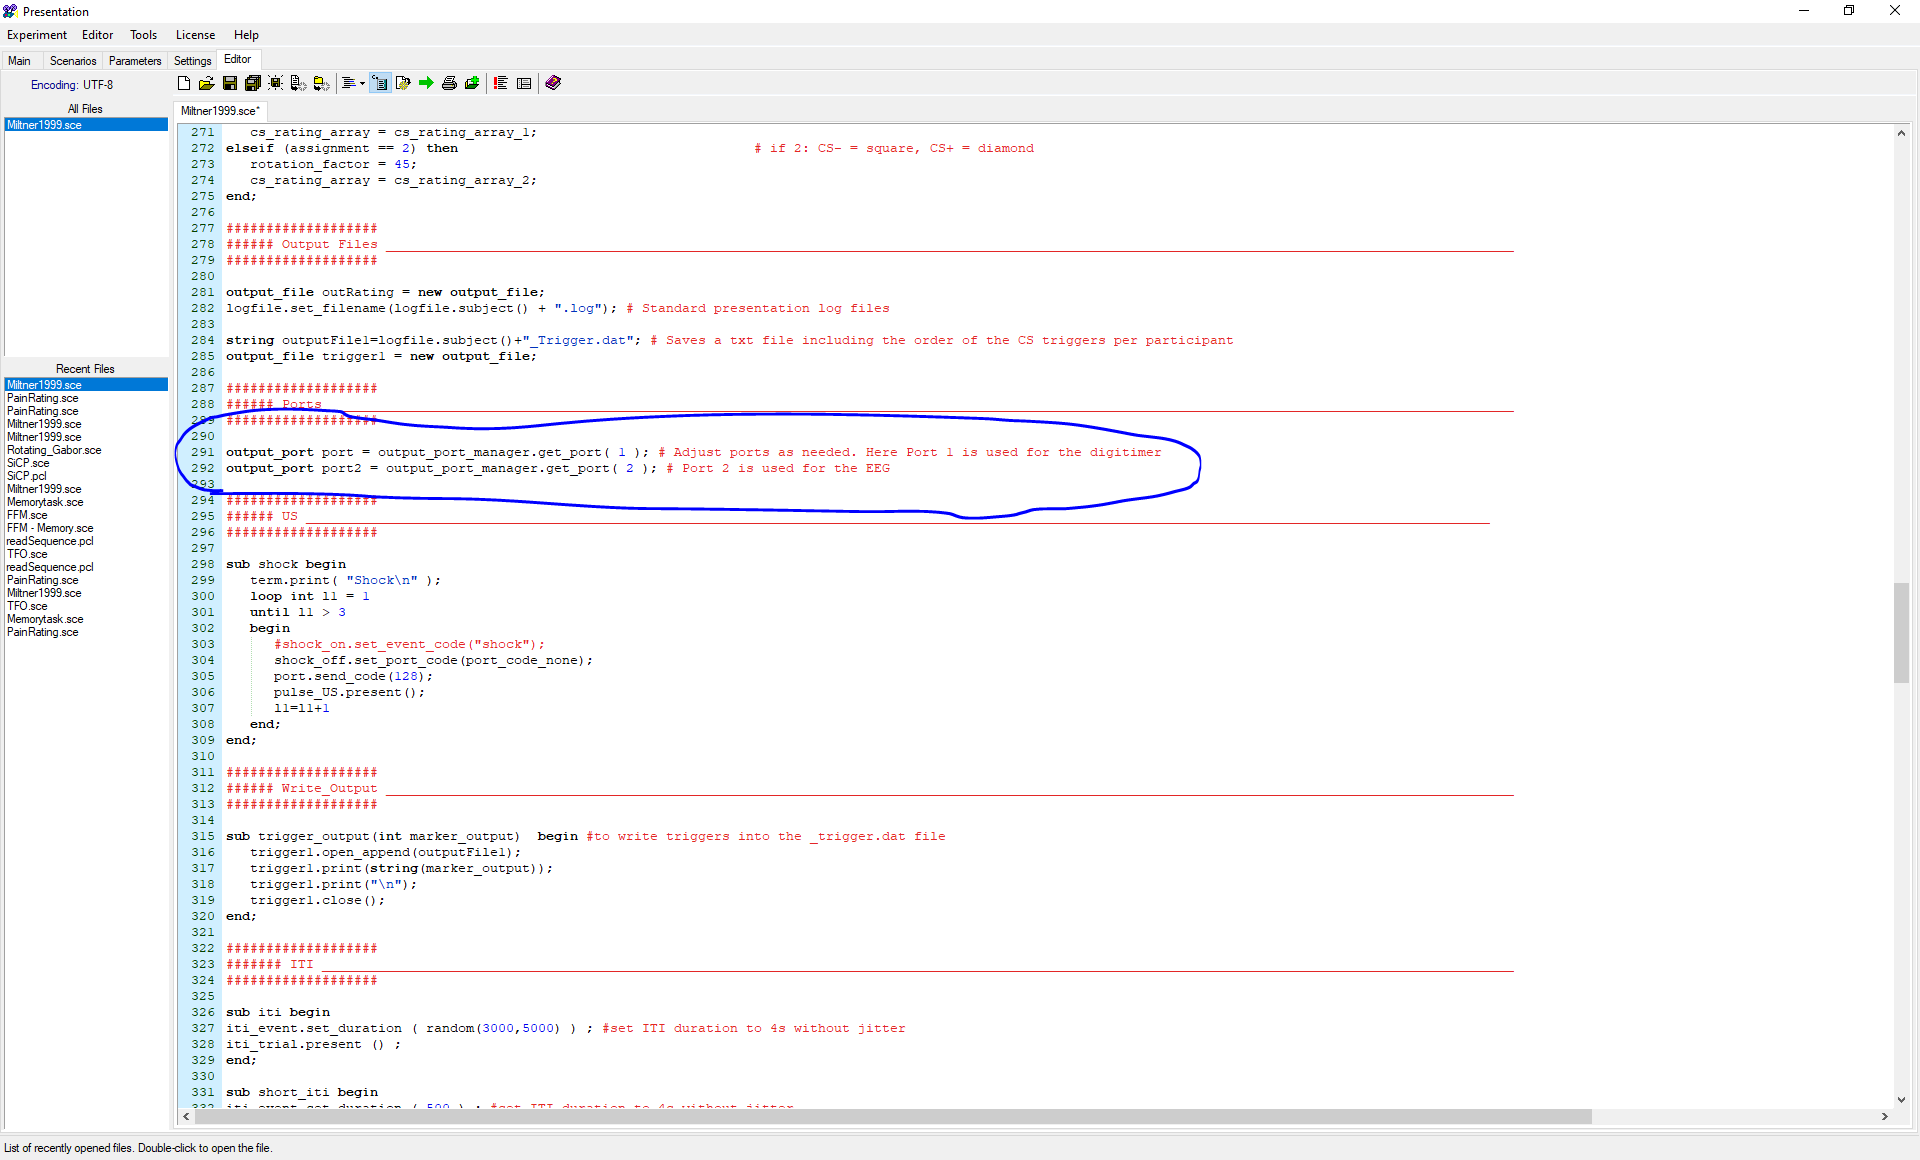 Presentation
Experiment Editor Tools License Help
Main Scenarios Parameters Settings Editor
Encoding: UTF-8
All Files
Miltner1999.sce
Recent Files
Miltner1999.sce
PainRating.sce
PainRating.sce
Miltner1999.sce
Miltner1999.sce
Rotating_Gabor.sce
SiCP.sce
SiCP.pcl
Miltner1999.sce
Memorytask.sce
FFM.sce
FFM - Memory.sce
readSequence.pcl
TFO.sce
readSequence.pcl
PainRating.sce
Miltner1999.sce
TFO.sce
Memorytask.sce
PainRating.sce
Miltner1999.sce*
271 cs_rating_array = cs_rating_array_1;
272 elseif (assignment == 2) then # if 2: CS- = square, CS+ = diamond
273 rotation_factor = 45;
274 cs_rating_array = cs_rating_array_2;
275 end;
276
277 ###################
278 ###### Output Files
279 ###################
280
281 output_file outRating = new output_file;
282 logfile.set_filename(logfile.subject() + ".log"); # Standard presentation log files
283
284 string outputFile1=logfile.subject()+"_Trigger.dat"; # Saves a txt file including the order of the CS triggers per participant
285 output_file trigger1 = new output_file;
286
287 ###################
288 ###### Ports
289 ###################
290
291 output_port port = output_port_manager.get_port( 1 ); # Adjust ports as needed. Here Port 1 is used for the digitimer
292 output_port port2 = output_port_manager.get_port( 2 ); # Port 2 is used for the EEG
293
294 ###################
295 ###### US
296 ###################
297
298 sub shock begin
299 term.print( "Shock\n" );
300 loop int l1 = 1
301 until l1 > 3
302 begin
303 #shock_on.set_event_code("shock");
304 shock_off.set_port_code(port_code_none);
305 port.send_code(128);
306 pulse_US.present();
307 l1=l1+1
308 end;
309 end;
310
311 ###################
312 ###### Write_Output
313 ###################
314
315 sub trigger_output(int marker_output) begin #to write triggers into the _trigger.dat file
316 trigger1.open_append(outputFile1);
317 trigger1.print(string(marker_output));
318 trigger1.print("\n");
319 trigger1.close();
320 end;
321
322 ###################
323 ####### ITI
324 ###################
325
326 sub iti begin
327 iti_event.set_duration ( random(3000,5000) ) ; #set ITI duration to 4s without jitter
328 iti_trial.present () ;
329 end;
330
331 sub short_iti begin
332 iti_event.set_duration ( 500 ) ; #set ITI duration to 4s without jitter
List of recently opened files. Double-click to open the file.